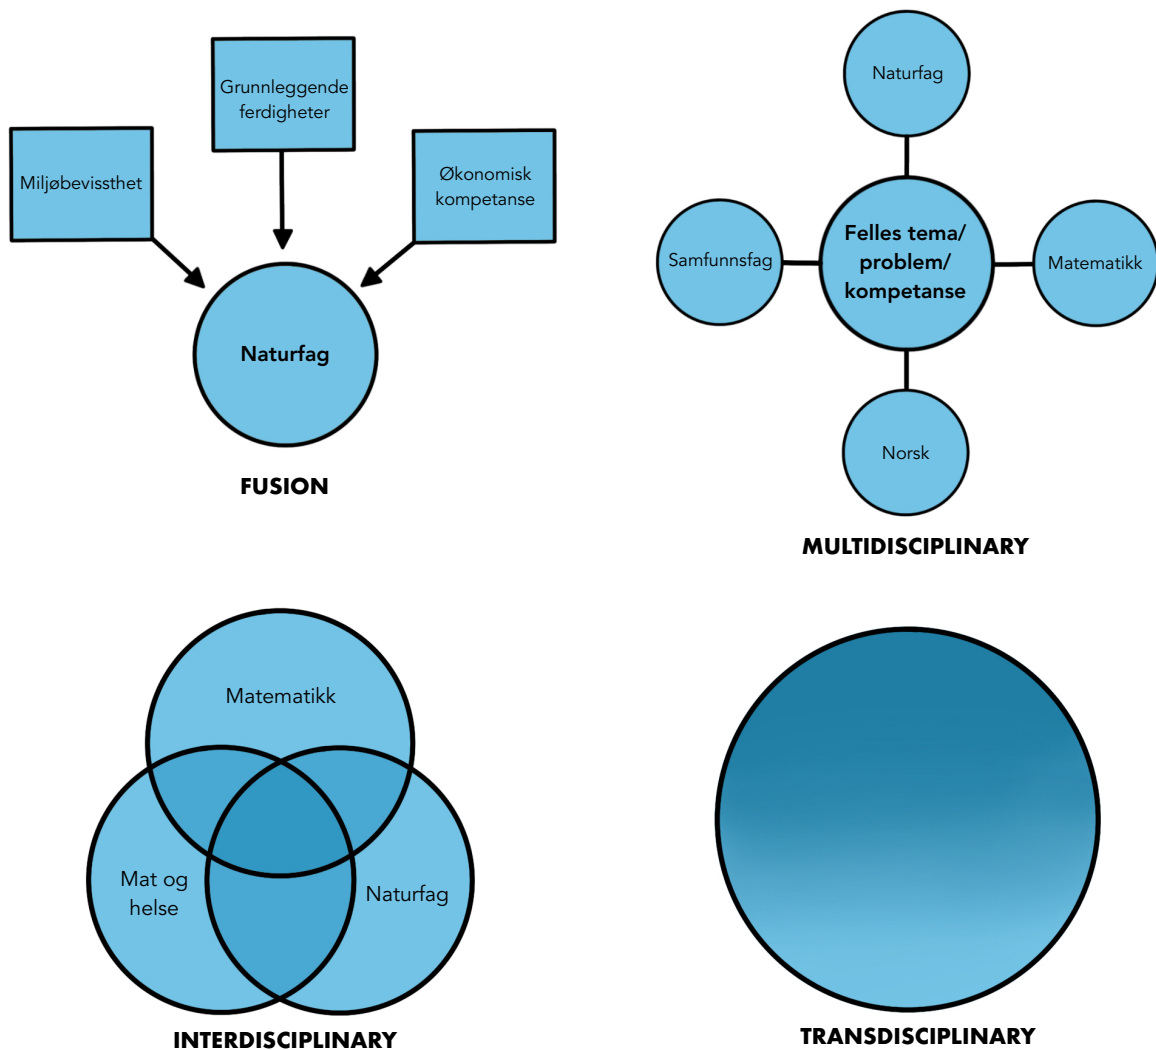 Grunnleggende
ferdigheter
Miljøbevissthet
Økonomisk
kompetanse
Naturfag
FUSION
Naturfag
Samfunnsfag
Felles tema/
problem/
kompetanse
Matematikk
Norsk
MULTIDISCIPLINARY
Matematikk
Mat og
helse
Naturfag
INTERDISCIPLINARY
TRANSDISCIPLINARY